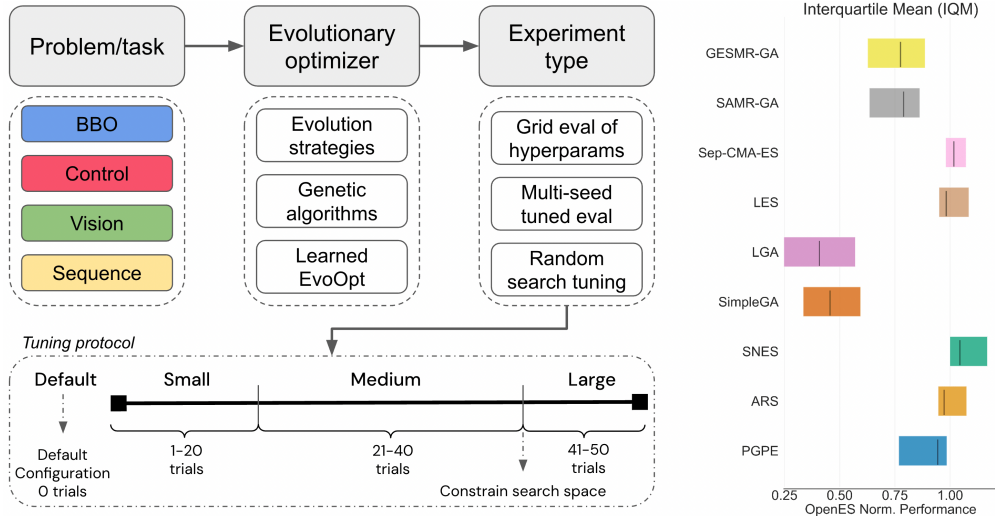 Problem/task
Evolutionary
optimizer
Experiment
type
BBO
Control
Vision
Sequence
Evolution
strategies
Genetic
algorithms
Learned
EvoOpt
Grid eval of
hyperparams
Multi-seed
tuned eval
Random
search tuning
Tuning protocol
Default
Small
Medium
Large
Default
Configuration
0 trials
1-20
trials
21-40
trials
41-50
trials
Constrain search space
Interquartile Mean (IQM)
GESMR-GA
SAMR-GA
Sep-CMA-ES
LES
LGA
SimpleGA
SNES
ARS
PGPE
0.25 0.50 0.75 1.00
OpenES Norm. Performance